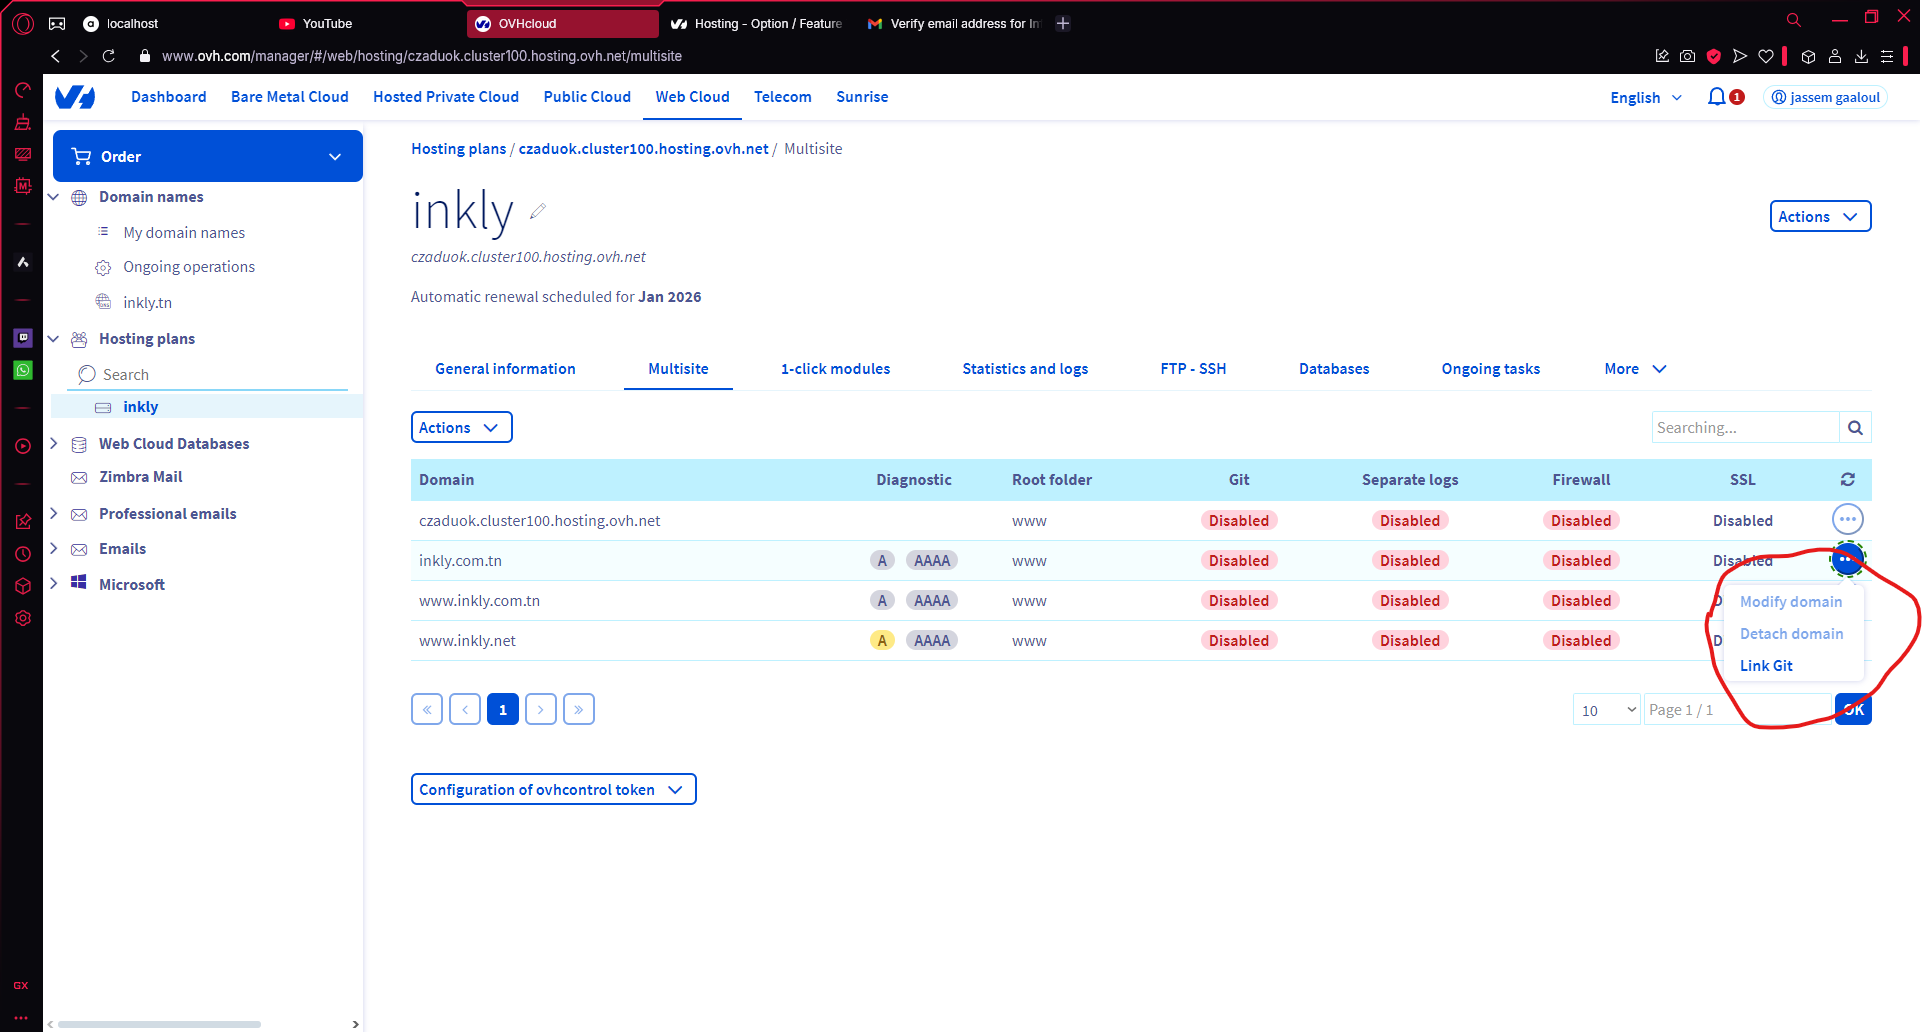 localhost
YouTube
OVHcloud
Hosting - Option / Feature
Verify email address for
www.ovh.com/manager/#/web/hosting/czaduok.cluster100.hosting.ovh.net/multisite
Dashboard
Bare Metal Cloud
Hosted Private Cloud
Public Cloud
Web Cloud
Telecom
Sunrise
English
1
jassem gaaloul
Order
Domain names
My domain names
Ongoing operations
inkly.tn
Hosting plans
Search
inkly
Web Cloud Databases
Zimbra Mail
Professional emails
Emails
Microsoft
GX
Hosting plans / czaduok.cluster100.hosting.ovh.net / Multisite
inkly
Actions
czaduok.cluster100.hosting.ovh.net
Automatic renewal scheduled for Jan 2026
General information
Multisite
1-click modules
Statistics and logs
FTP - SSH
Databases
Ongoing tasks
More
Actions
Searching...
Domain Diagnostic Root folder Git Separate logs Firewall SSL
czaduok.cluster100.hosting.ovh.net www Disabled Disabled Disabled Disabled
inkly.com.tn A AAAA www Disabled Disabled Disabled Disabled
www.inkly.com.tn A AAAA www Disabled Disabled Disabled D
www.inkly.net A AAAA www Disabled Disabled Disabled D
Modify domain
Detach domain
Link Git
« ‹ 1 › »
10
Page 1 / 1
OK
Configuration of ovhcontrol token